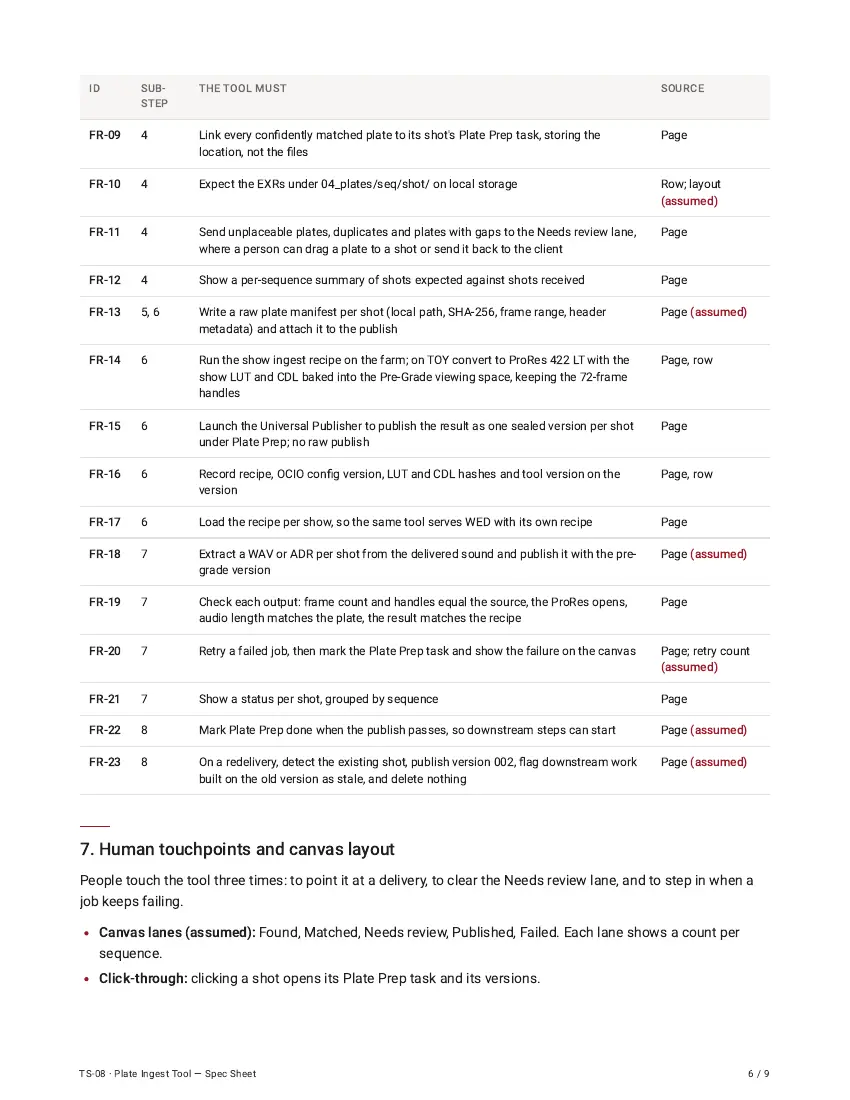 ID SUB- THE TOOL MUST SOURCE
STEP
FR-09 4 Link every confidently matched plate to its shot's Plate Prep task, storing the Page
location, not the files
FR-10 4 Expect the EXRs under 04_plates/seq/shot/ on local storage Row; layout
(assumed)
FR-11 4 Send unplaceable plates, duplicates and plates with gaps to the Needs review lane, Page
where a person can drag a plate to a shot or send it back to the client
FR-12 4 Show a per-sequence summary of shots expected against shots received Page
FR-13 5, 6 Write a raw plate manifest per shot (local path, SHA-256, frame range, header Page (assumed)
metadata) and attach it to the publish
FR-14 6 Run the show ingest recipe on the farm; on TOY convert to ProRes 422 LT with the Page, row
show LUT and CDL baked into the Pre-Grade viewing space, keeping the 72-frame
handles
FR-15 6 Launch the Universal Publisher to publish the result as one sealed version per shot Page
under Plate Prep; no raw publish
FR-16 6 Record recipe, OCIO config version, LUT and CDL hashes and tool version on the Page, row
version
FR-17 6 Load the recipe per show, so the same tool serves WED with its own recipe Page
FR-18 7 Extract a WAV or ADR per shot from the delivered sound and publish it with the pre- Page (assumed)
grade version
FR-19 7 Check each output: frame count and handles equal the source, the ProRes opens, Page
audio length matches the plate, the result matches the recipe
FR-20 7 Retry a failed job, then mark the Plate Prep task and show the failure on the canvas Page; retry count
(assumed)
FR-21 7 Show a status per shot, grouped by sequence Page
FR-22 8 Mark Plate Prep done when the publish passes, so downstream steps can start Page (assumed)
FR-23 8 On a redelivery, detect the existing shot, publish version 002, flag downstream work Page (assumed)
built on the old version as stale, and delete nothing
7. Human touchpoints and canvas layout
People touch the tool three times: to point it at a delivery, to clear the Needs review lane, and to step in when a
job keeps failing.
• Canvas lanes (assumed): Found, Matched, Needs review, Published, Failed. Each lane shows a count per
sequence.
• Click-through: clicking a shot opens its Plate Prep task and its versions.
TS-08 · Plate Ingest Tool — Spec Sheet 6 / 9